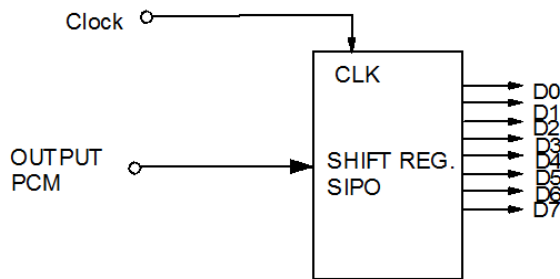 Clock
CLK
OUTPUT
PCM
SHIFT REG.
SIPO
D0
D1
D2
D3
D4
D5
D6
D7